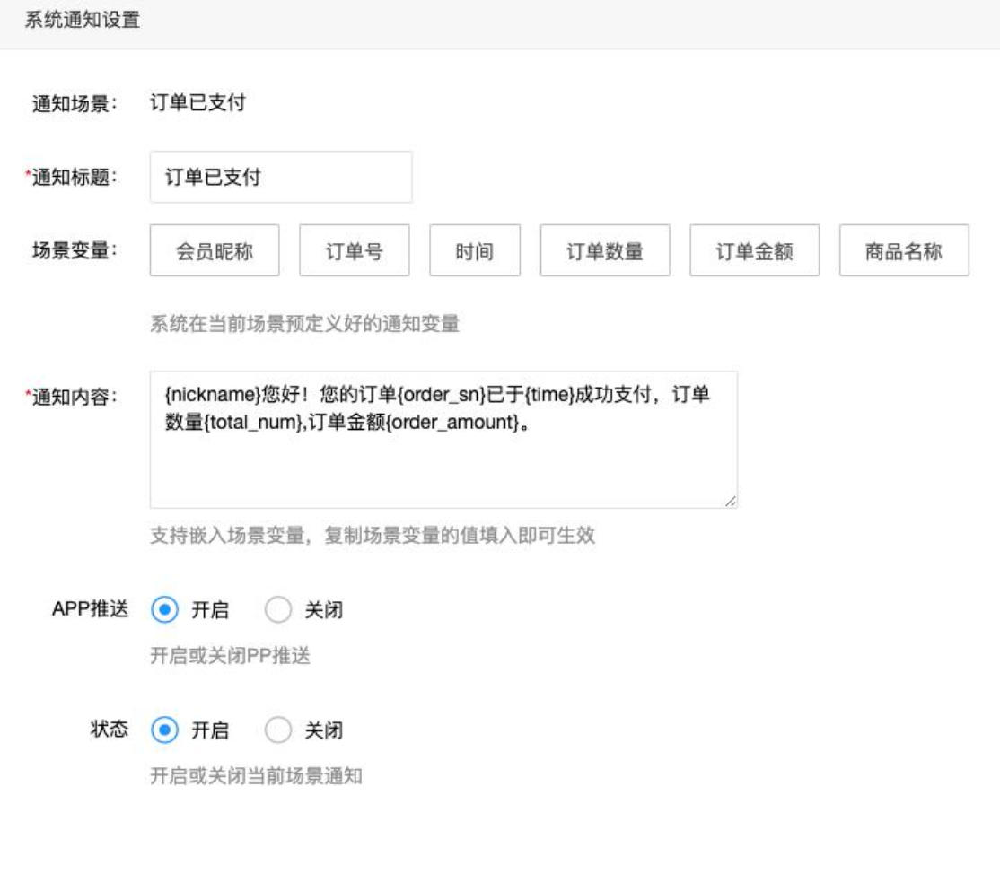 系统通知设置
通知场景： 订单已支付
*通知标题： 订单已支付
场景变量： 会员昵称 订单号 时间 订单数量 订单金额 商品名称
系统在当前场景预定义好的通知变量
*通知内容： {nickname}您好！您的订单{order_sn}已于{time}成功支付，订单
数量{total_num},订单金额{order_amount}。
支持嵌入场景变量，复制场景变量的值填入即可生效
APP推送 开启 关闭
开启或关闭PP推送
状态 开启 关闭
开启或关闭当前场景通知